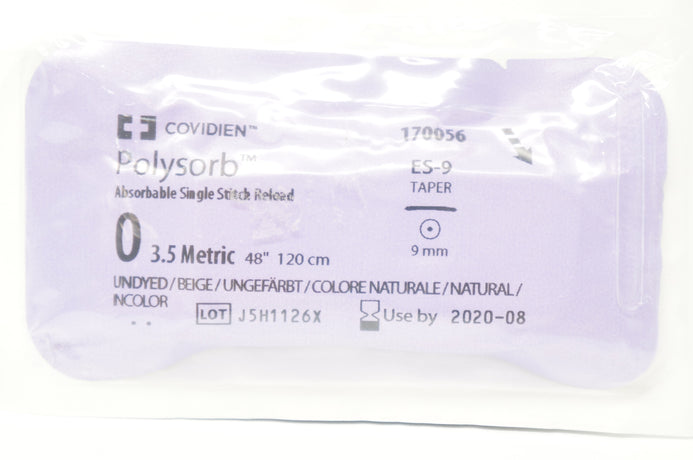 COVIDIEN™
Polysorb™
Absorbable Single Stitch Reload
0 3.5 Metric 48" 120 cm
170056
ES-9
TAPER
9 mm
UNDYED / BEIGE / UNGEFÄRBT / COLORE NATURALE / NATURAL /
INCOLOR
LOT J5H1126X Use by 2020-08